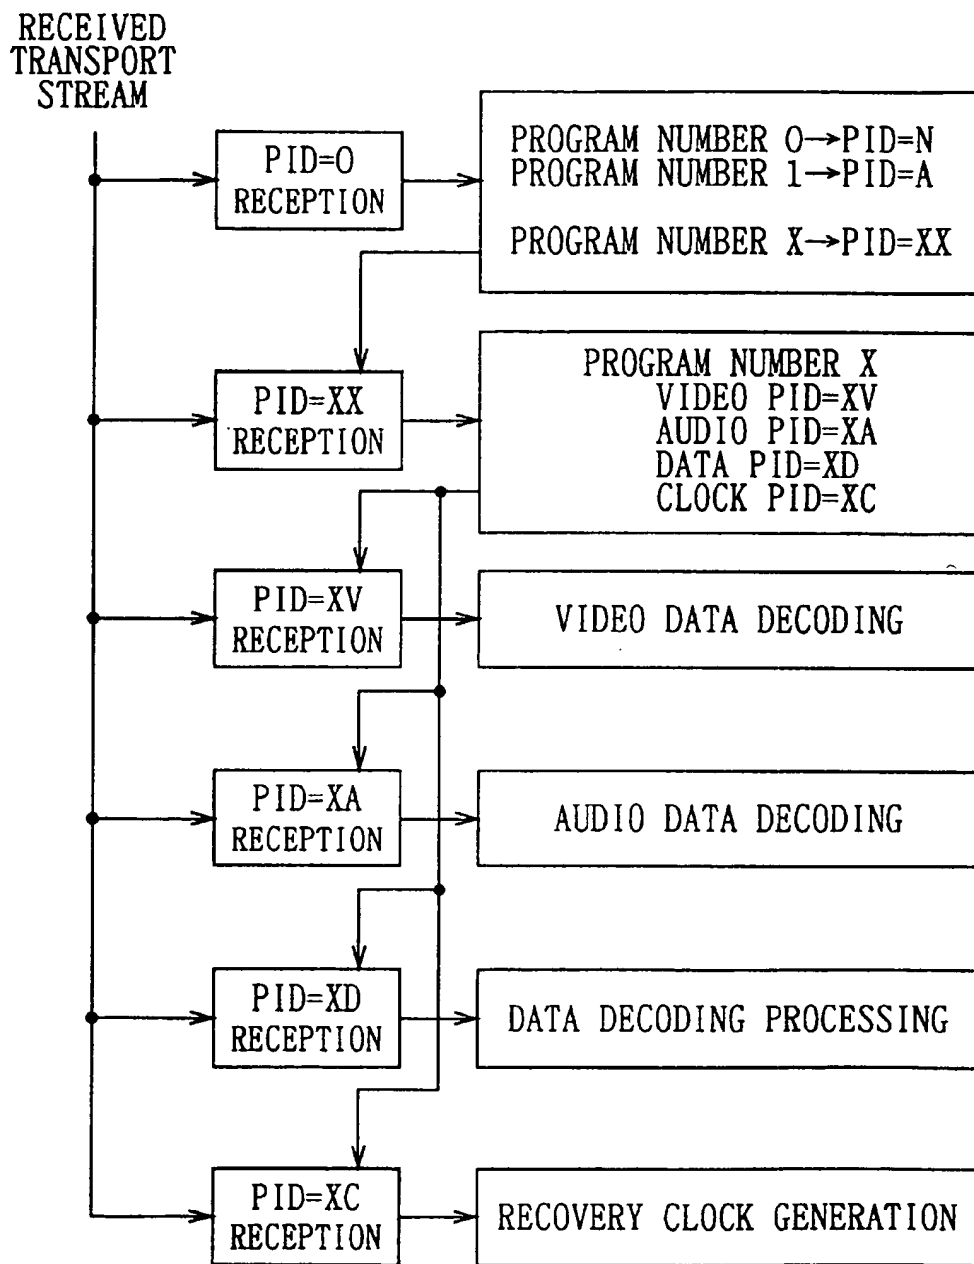 RECEIVED
TRANSPORT
STREAM
PID=0
RECEPTION
PROGRAM NUMBER 0→PID=N
PROGRAM NUMBER 1→PID=A
PROGRAM NUMBER X→PID=XX
PID=XX
RECEPTION
PROGRAM NUMBER X
VIDEO PID=XV
AUDIO PID=XA
DATA PID=XD
CLOCK PID=XC
PID=XV
RECEPTION
VIDEO DATA DECODING
PID=XA
RECEPTION
AUDIO DATA DECODING
PID=XD
RECEPTION
DATA DECODING PROCESSING
PID=XC
RECEPTION
RECOVERY CLOCK GENERATION